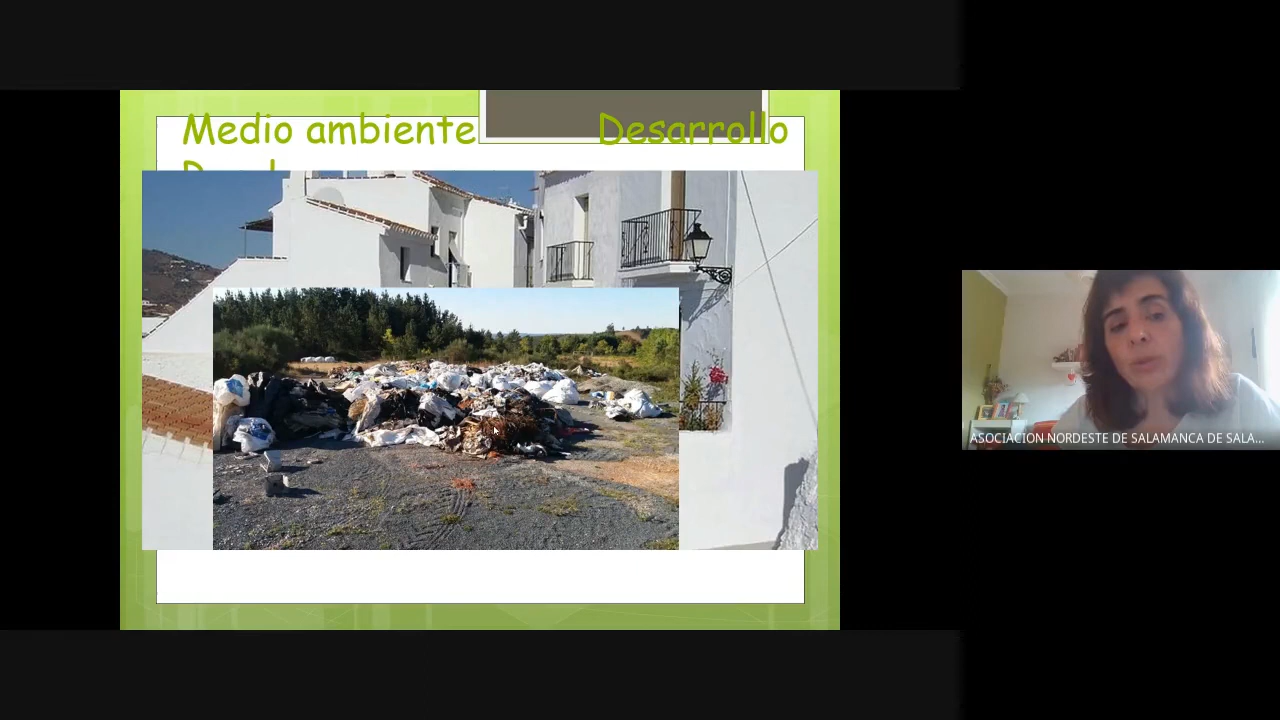 Medio ambiente Desarrollo
ASOCIACION NORDESTE DE SALAMANCA DE SALA...